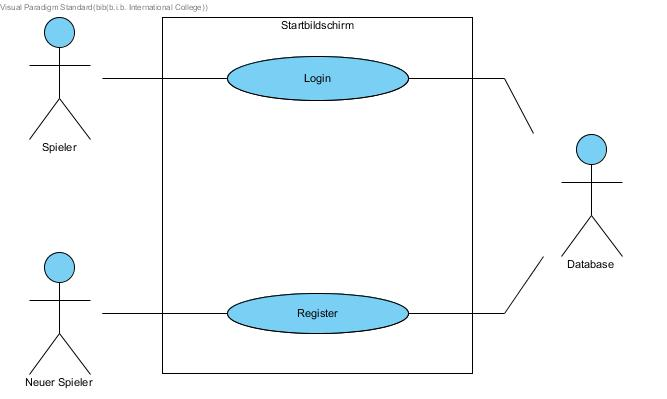 Visual Paradigm Standard(bib(b.i.b. International College))
Startbildschirm
Login
Spieler
Database
Register
Neuer Spieler